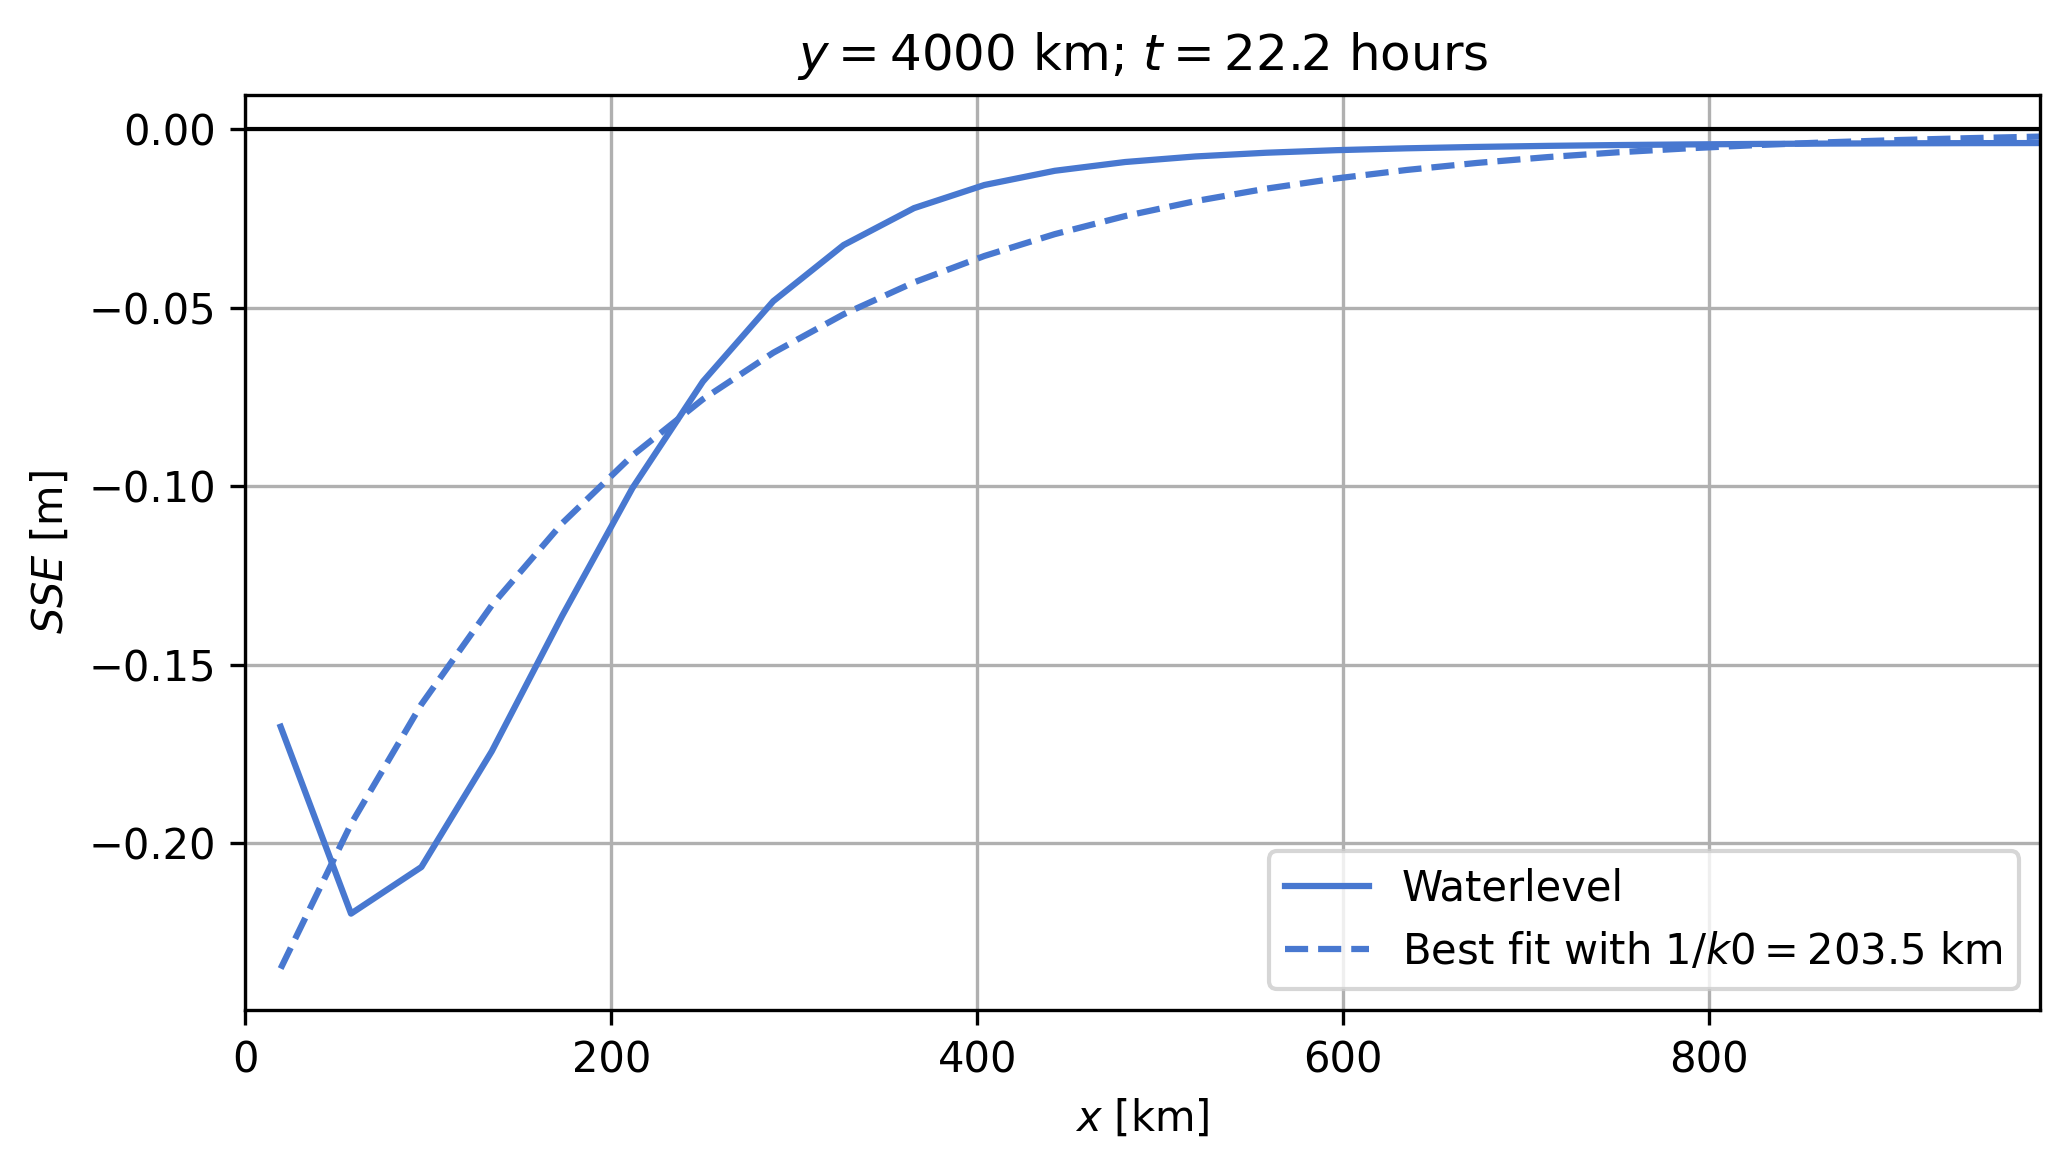 y = 4000 km; t = 22.2 hours
0.00
−0.05
−0.10
−0.15
−0.20
SSE [m]
Waterlevel
Best fit with 1/k0 = 203.5 km
0 200 400 600 800
x [km]